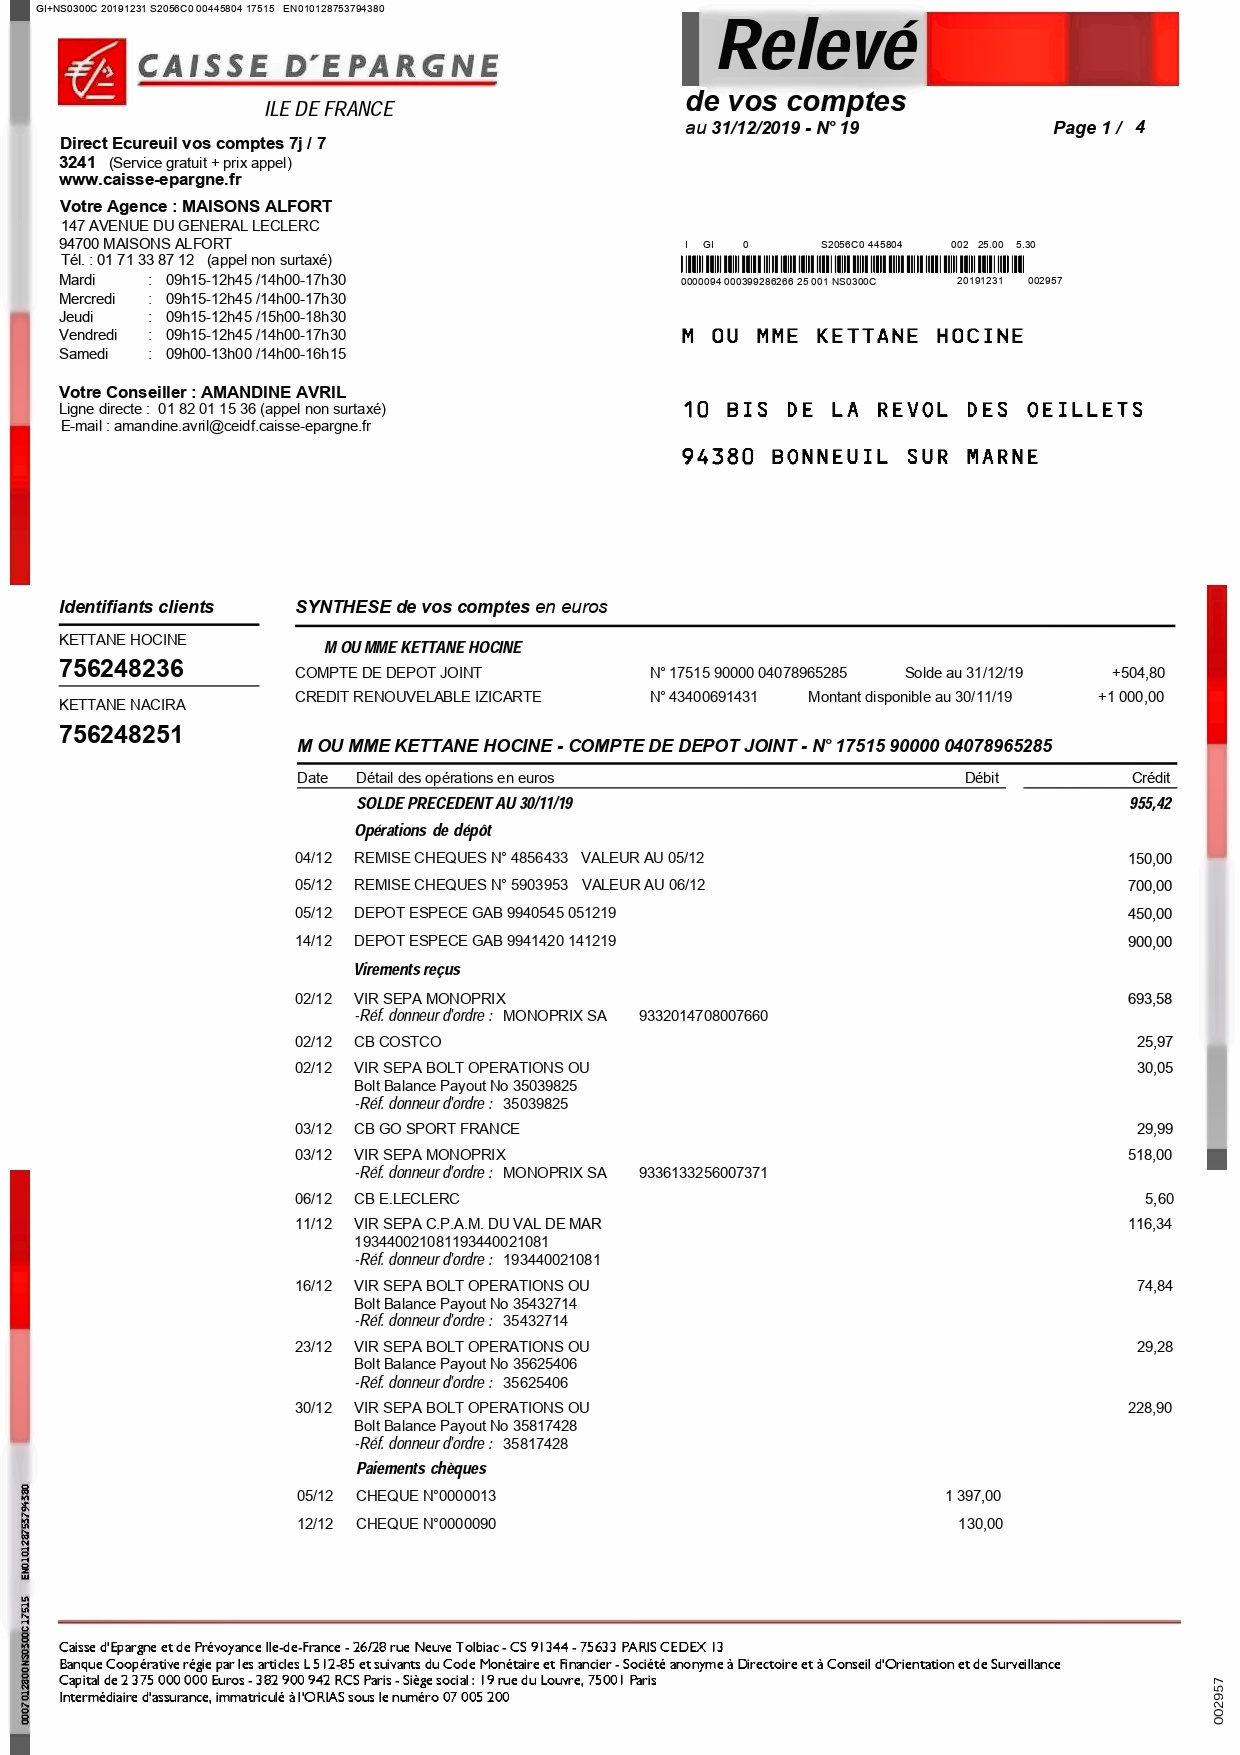 GI+NS0300C 20191231 S2056C0 00445804 17515 EN010128753794380
CAISSE D'EPARGNE
ILE DE FRANCE
Relevé
de vos comptes
au 31/12/2019 - N° 19
Page 1 / 4
Direct Ecureuil vos comptes 7j / 7
3241 (Service gratuit + prix appel)
www.caisse-epargne.fr
Votre Agence : MAISONS ALFORT
147 AVENUE DU GENERAL LECLERC
94700 MAISONS ALFORT
Tél. : 01 71 33 87 12 (appel non surtaxé)
Mardi : 09h15-12h45 /14h00-17h30
Mercredi : 09h15-12h45 /14h00-17h30
Jeudi : 09h15-12h45 /15h00-18h30
Vendredi : 09h15-12h45 /14h00-17h30
Samedi : 09h00-13h00 /14h00-16h15
Votre Conseiller : AMANDINE AVRIL
Ligne directe : 01 82 01 15 36 (appel non surtaxé)
E-mail : amandine.avril@ceidf.caisse-epargne.fr
I GI 0 S2056C0 445804 002 25.00 5.30
0000094 000399286266 25 001 NS0300C 20191231 002957
M OU MME KETTANE HOCINE
10 BIS DE LA REVOL DES OEILLETS
94380 BONNEUIL SUR MARNE
Identifiants clients
KETTANE HOCINE
756248236
KETTANE NACIRA
756248251
SYNTHESE de vos comptes en euros
M OU MME KETTANE HOCINE
COMPTE DE DEPOT JOINT N° 17515 90000 04078965285 Solde au 31/12/19 +504,80
CREDIT RENOUVELABLE IZICARTE N° 43400691431 Montant disponible au 30/11/19 +1 000,00
M OU MME KETTANE HOCINE - COMPTE DE DEPOT JOINT - N° 17515 90000 04078965285
Date Détail des opérations en euros Débit Crédit
SOLDE PRECEDENT AU 30/11/19 955,42
Opérations de dépôt
04/12 REMISE CHEQUES N° 4856433 VALEUR AU 05/12 150,00
05/12 REMISE CHEQUES N° 5903953 VALEUR AU 06/12 700,00
05/12 DEPOT ESPECE GAB 9940545 051219 450,00
14/12 DEPOT ESPECE GAB 9941420 141219 900,00
Virements reçus
02/12 VIR SEPA MONOPRIX 693,58
-Réf. donneur d'ordre : MONOPRIX SA 9332014708007660
02/12 CB COSTCO 25,97
02/12 VIR SEPA BOLT OPERATIONS OU 30,05
Bolt Balance Payout No 35039825
-Réf. donneur d'ordre : 35039825
03/12 CB GO SPORT FRANCE 29,99
03/12 VIR SEPA MONOPRIX 518,00
-Réf. donneur d'ordre : MONOPRIX SA 9336133256007371
06/12 CB E.LECLERC 5,60
11/12 VIR SEPA C.P.A.M. DU VAL DE MAR 116,34
193440021081193440021081
-Réf. donneur d'ordre : 193440021081
16/12 VIR SEPA BOLT OPERATIONS OU 74,84
Bolt Balance Payout No 35432714
-Réf. donneur d'ordre : 35432714
23/12 VIR SEPA BOLT OPERATIONS OU 29,28
Bolt Balance Payout No 35625406
-Réf. donneur d'ordre : 35625406
30/12 VIR SEPA BOLT OPERATIONS OU 228,90
Bolt Balance Payout No 35817428
-Réf. donneur d'ordre : 35817428
Paiements chèques
05/12 CHEQUE N°0000013 1 397,00
12/12 CHEQUE N°0000090 130,00
Caisse d'Epargne et de Prévoyance Ile-de-France - 26/28 rue Neuve Tolbiac - CS 91344 - 75633 PARIS CEDEX 13
Banque Coopérative régie par les articles L 512-85 et suivants du Code Monétaire et Financier - Société anonyme à Directoire et à Conseil d'Orientation et de Surveillance
Capital de 2 375 000 000 Euros - 382 900 942 RCS Paris - Siège social : 19 rue du Louvre, 75001 Paris
Intermédiaire d'assurance, immatriculé à l'ORIAS sous le numéro 07 005 200
002957